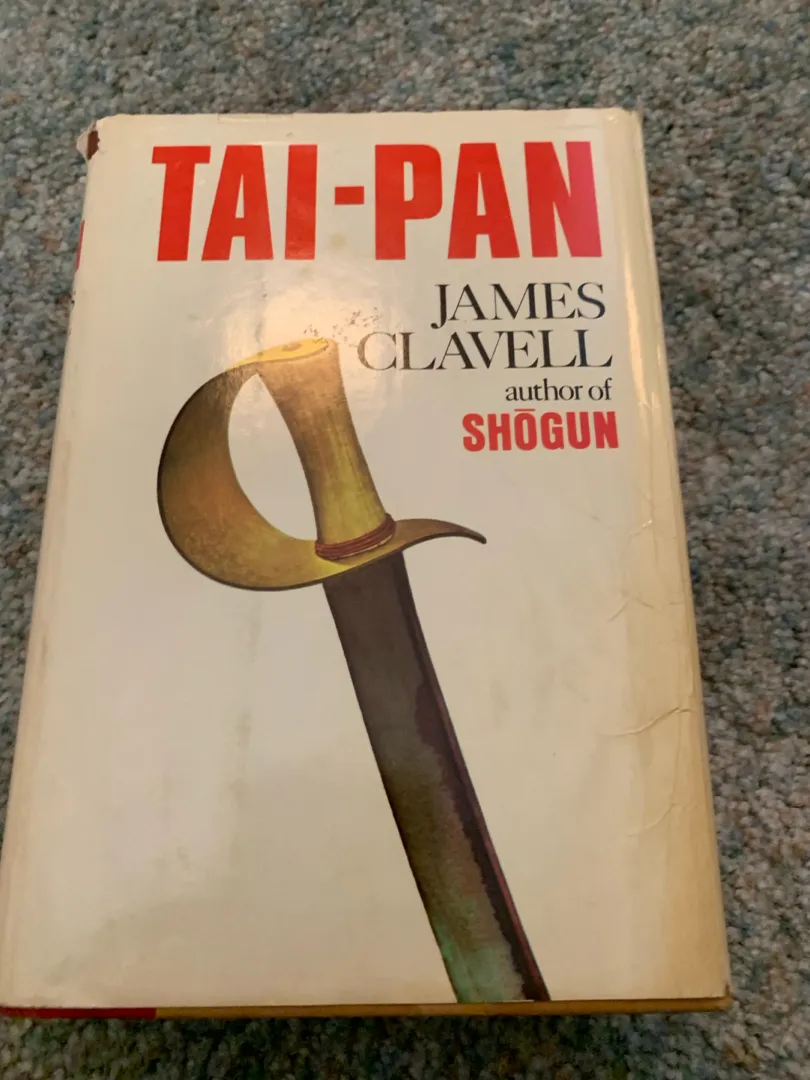 TAI-PAN
JAMES
CLAVELL
author of
SHŌGUN